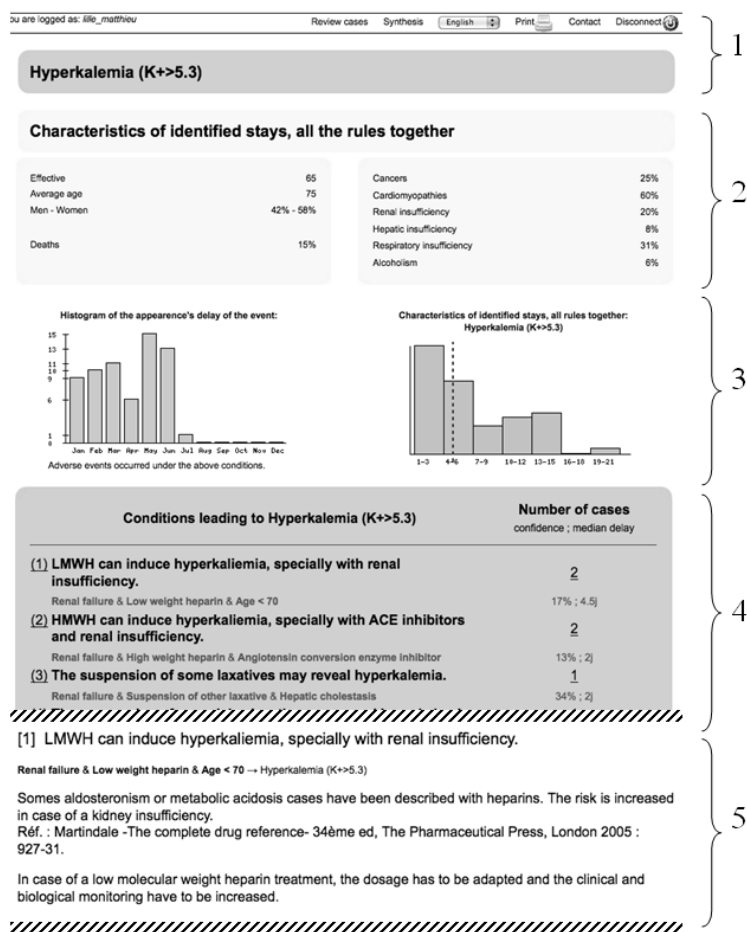 ou are logged as: lille_matthieu Review cases Synthesis English Print Contact Disconnect
1
Hyperkalemia (K+>5.3)
Characteristics of identified stays, all the rules together
2
Effective 65
Average age 75
Men - Women 42% - 58%
Deaths 15%
Cancers 25%
Cardiomyopathies 60%
Renal insufficiency 20%
Hepatic insufficiency 8%
Respiratory insufficiency 31%
Alcoholism 6%
3
Histogram of the appearence's delay of the event:
15
13
11
10
9
6
1
0
Jan Feb Mar Apr May Jun Jul Aug Sep Oct Nov Dec
Adverse events occurred under the above conditions.
Characteristics of identified stays, all rules together:
Hyperkalemia (K+>5.3)
1-3 4-6 7-9 10-12 13-15 16-18 19-21
4
Conditions leading to Hyperkalemia (K+>5.3)
Number of cases
confidence ; median delay
(1) LMWH can induce hyperkaliemia, specially with renal
insufficiency.
2
Renal failure & Low weight heparin & Age < 70 17% ; 4.5j
(2) HMWH can induce hyperkaliemia, specially with ACE inhibitors
and renal insufficiency.
2
Renal failure & High weight heparin & Angiotensin conversion enzyme inhibitor 13% ; 2j
(3) The suspension of some laxatives may reveal hyperkalemia. 1
Renal failure & Suspension of other laxative & Hepatic cholestasis 34% ; 2j
5
[1] LMWH can induce hyperkaliemia, specially with renal insufficiency.
Renal failure & Low weight heparin & Age < 70 → Hyperkalemia (K+>5.3)
Somes aldosteronism or metabolic acidosis cases have been described with heparins. The risk is increased
in case of a kidney insufficiency.
Réf. : Martindale -The complete drug reference- 34ème ed, The Pharmaceutical Press, London 2005 :
927-31.
In case of a low molecular weight heparin treatment, the dosage has to be adapted and the clinical and
biological monitoring have to be increased.